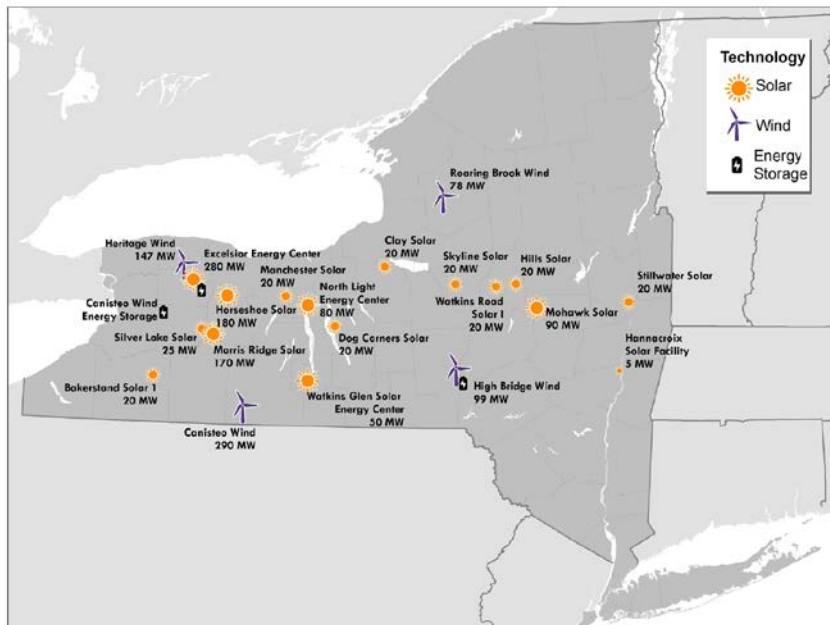 Technology
Solar
Wind
Energy
Storage
Roaring Brook Wind
78 MW
Heritage Wind
147 MW
Excelsior Energy Center
280 MW
Clay Solar
20 MW
Skyline Solar
20 MW
Hills Solar
20 MW
Manchester Solar
20 MW
North Light
Energy Center
80 MW
Stillwater Solar
20 MW
Canisteo Wind
Energy Storage
Horseshoe Solar
180 MW
Watkins Road
Solar I
20 MW
Mohawk Solar
90 MW
Silver Lake Solar
25 MW
Morris Ridge Solar
170 MW
Dog Corners Solar
20 MW
Hannacroix
Solar Facility
5 MW
Bakerstand Solar 1
20 MW
Watkins Glen Solar
Energy Center
50 MW
High Bridge Wind
99 MW
Canisteo Wind
290 MW